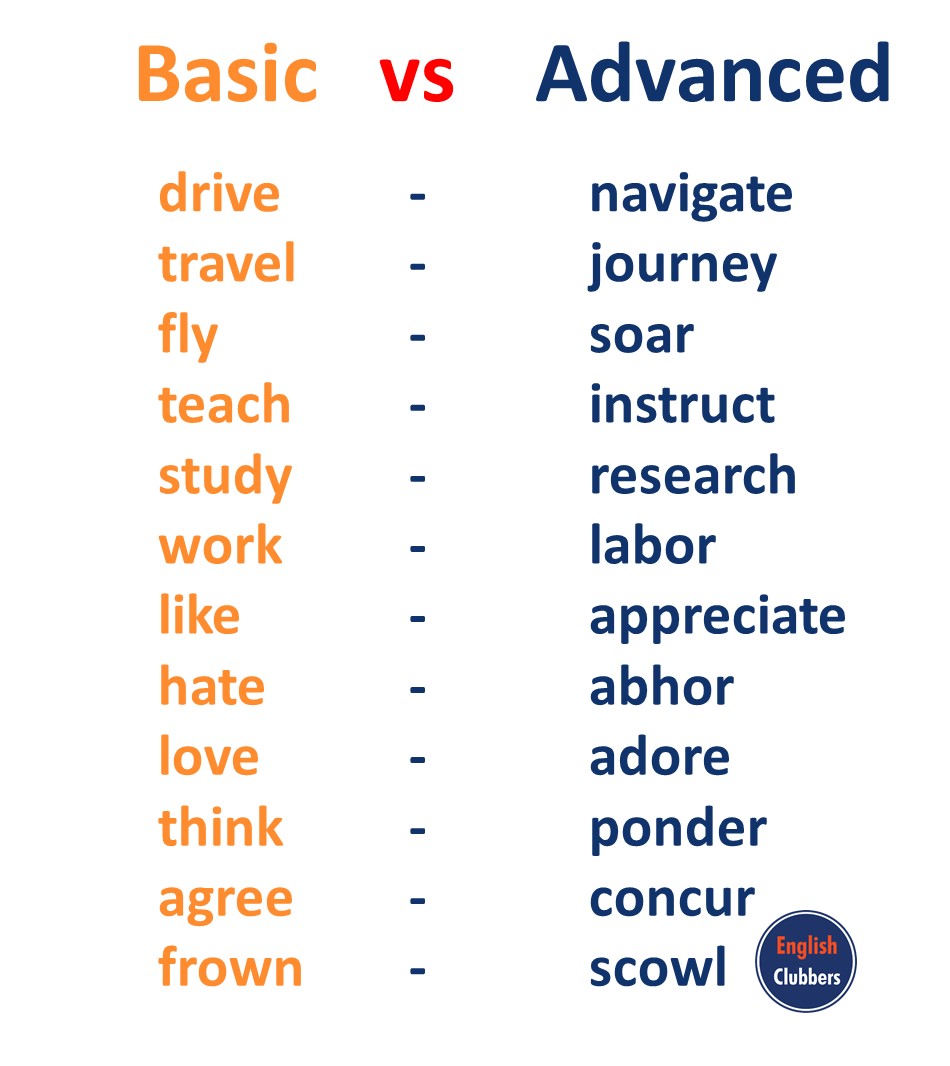 Basic vs Advanced
drive - navigate
travel - journey
fly - soar
teach - instruct
study - research
work - labor
like - appreciate
hate - abhor
love - adore
think - ponder
agree - concur
frown - scowl
English
Clubbers